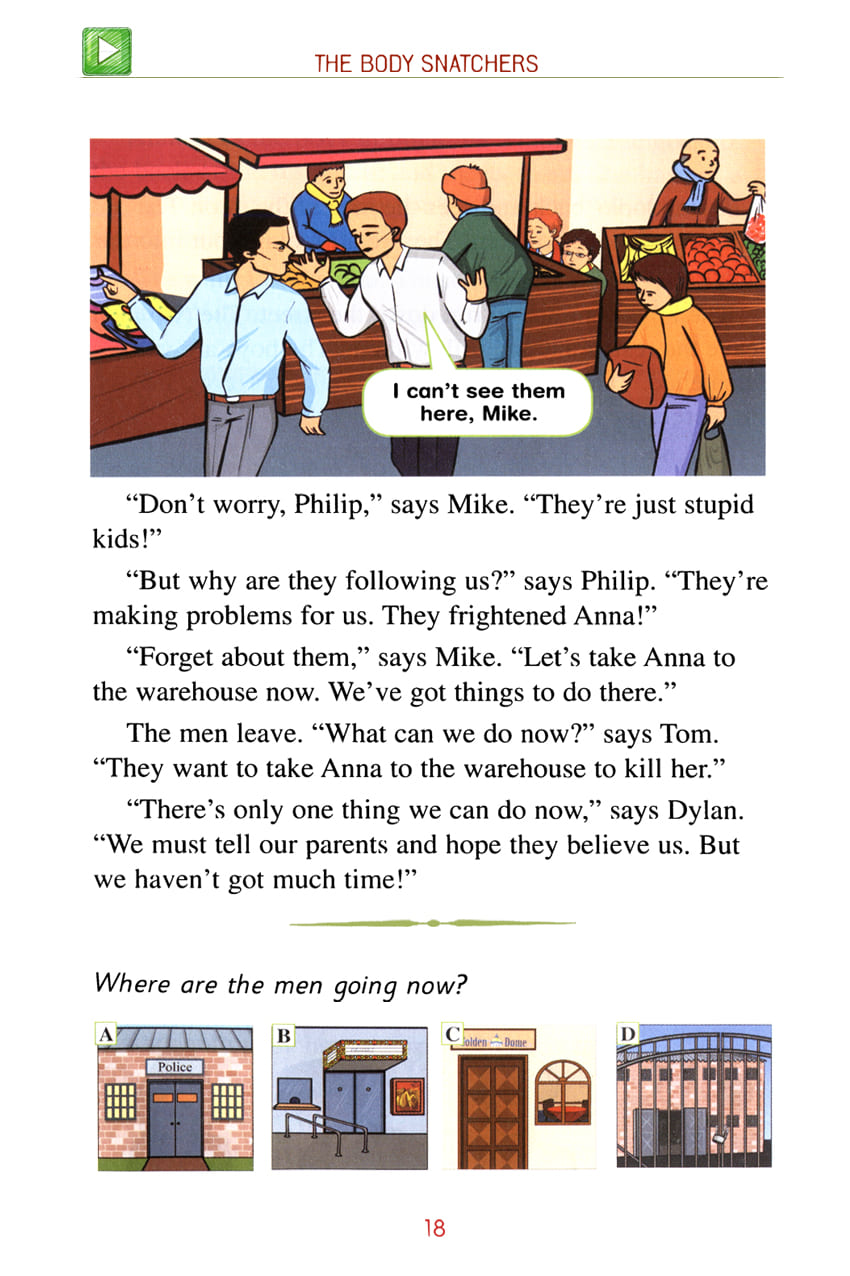 THE BODY SNATCHERS
I can't see them
here, Mike.
“Don't worry, Philip,” says Mike. “They're just stupid
kids!”
“But why are they following us?” says Philip. “They're
making problems for us. They frightened Anna!”
“Forget about them,” says Mike. “Let's take Anna to
the warehouse now. We've got things to do there.”
The men leave. “What can we do now?” says Tom.
“They want to take Anna to the warehouse to kill her.”
“There's only one thing we can do now,” says Dylan.
“We must tell our parents and hope they believe us. But
we haven't got much time!”
Where are the men going now?
A
Police
B
C
olden Dome
D
18